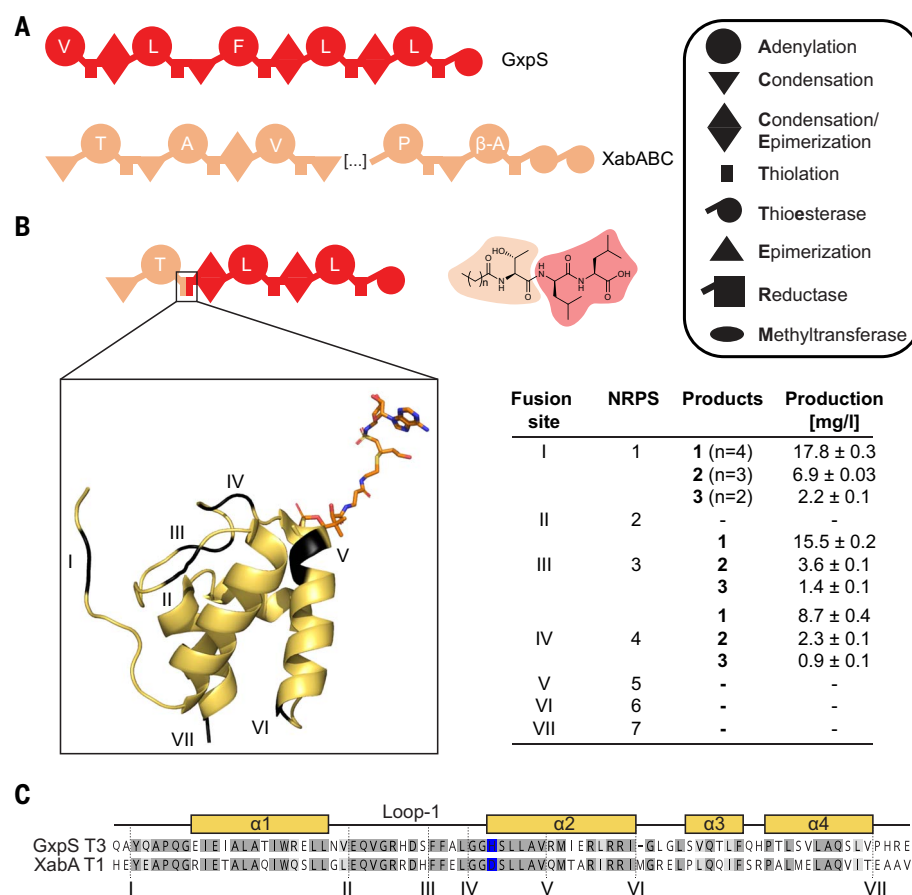 A
V L F L L
GxpS
T A V [...] P β-A
XabABC
Adenylation
Condensation
Condensation/
Epimerization
Thiolation
Thioesterase
Epimerization
Reductase
Methyltransferase
B
T L L
HO
O
O
H
N
O
OH
n
N
H
O
N
H
O
I
II
III
IV
V
VI
VII
Fusion site NRPS Products Production [mg/l]
I 1 1 (n=4) 17.8 ± 0.3
2 (n=3) 6.9 ± 0.03
3 (n=2) 2.2 ± 0.1
II 2 - -
1 15.5 ± 0.2
III 3 2 3.6 ± 0.1
3 1.4 ± 0.1
1 8.7 ± 0.4
IV 4 2 2.3 ± 0.1
3 0.9 ± 0.1
V 5 - -
VI 6 - -
VII 7 - -
C
Loop-1
α1 α2 α3 α4
GxpS T3 QAYQAPQGEIEIALATIWRELLNVEQVGRHDSFFALGG
SLLAVRMIERLRRI-GLGLSVQTLFQHPTLSVLAQSLVPHRE
XabA T1 HEYEAPQGRIETALAQIWQSLLGLEQVGRRDHFFELGG
SLLAVQMTARLRRIMGRELPLQQIFSRPALMELAQVITEAAV
I II III IV V VI VII